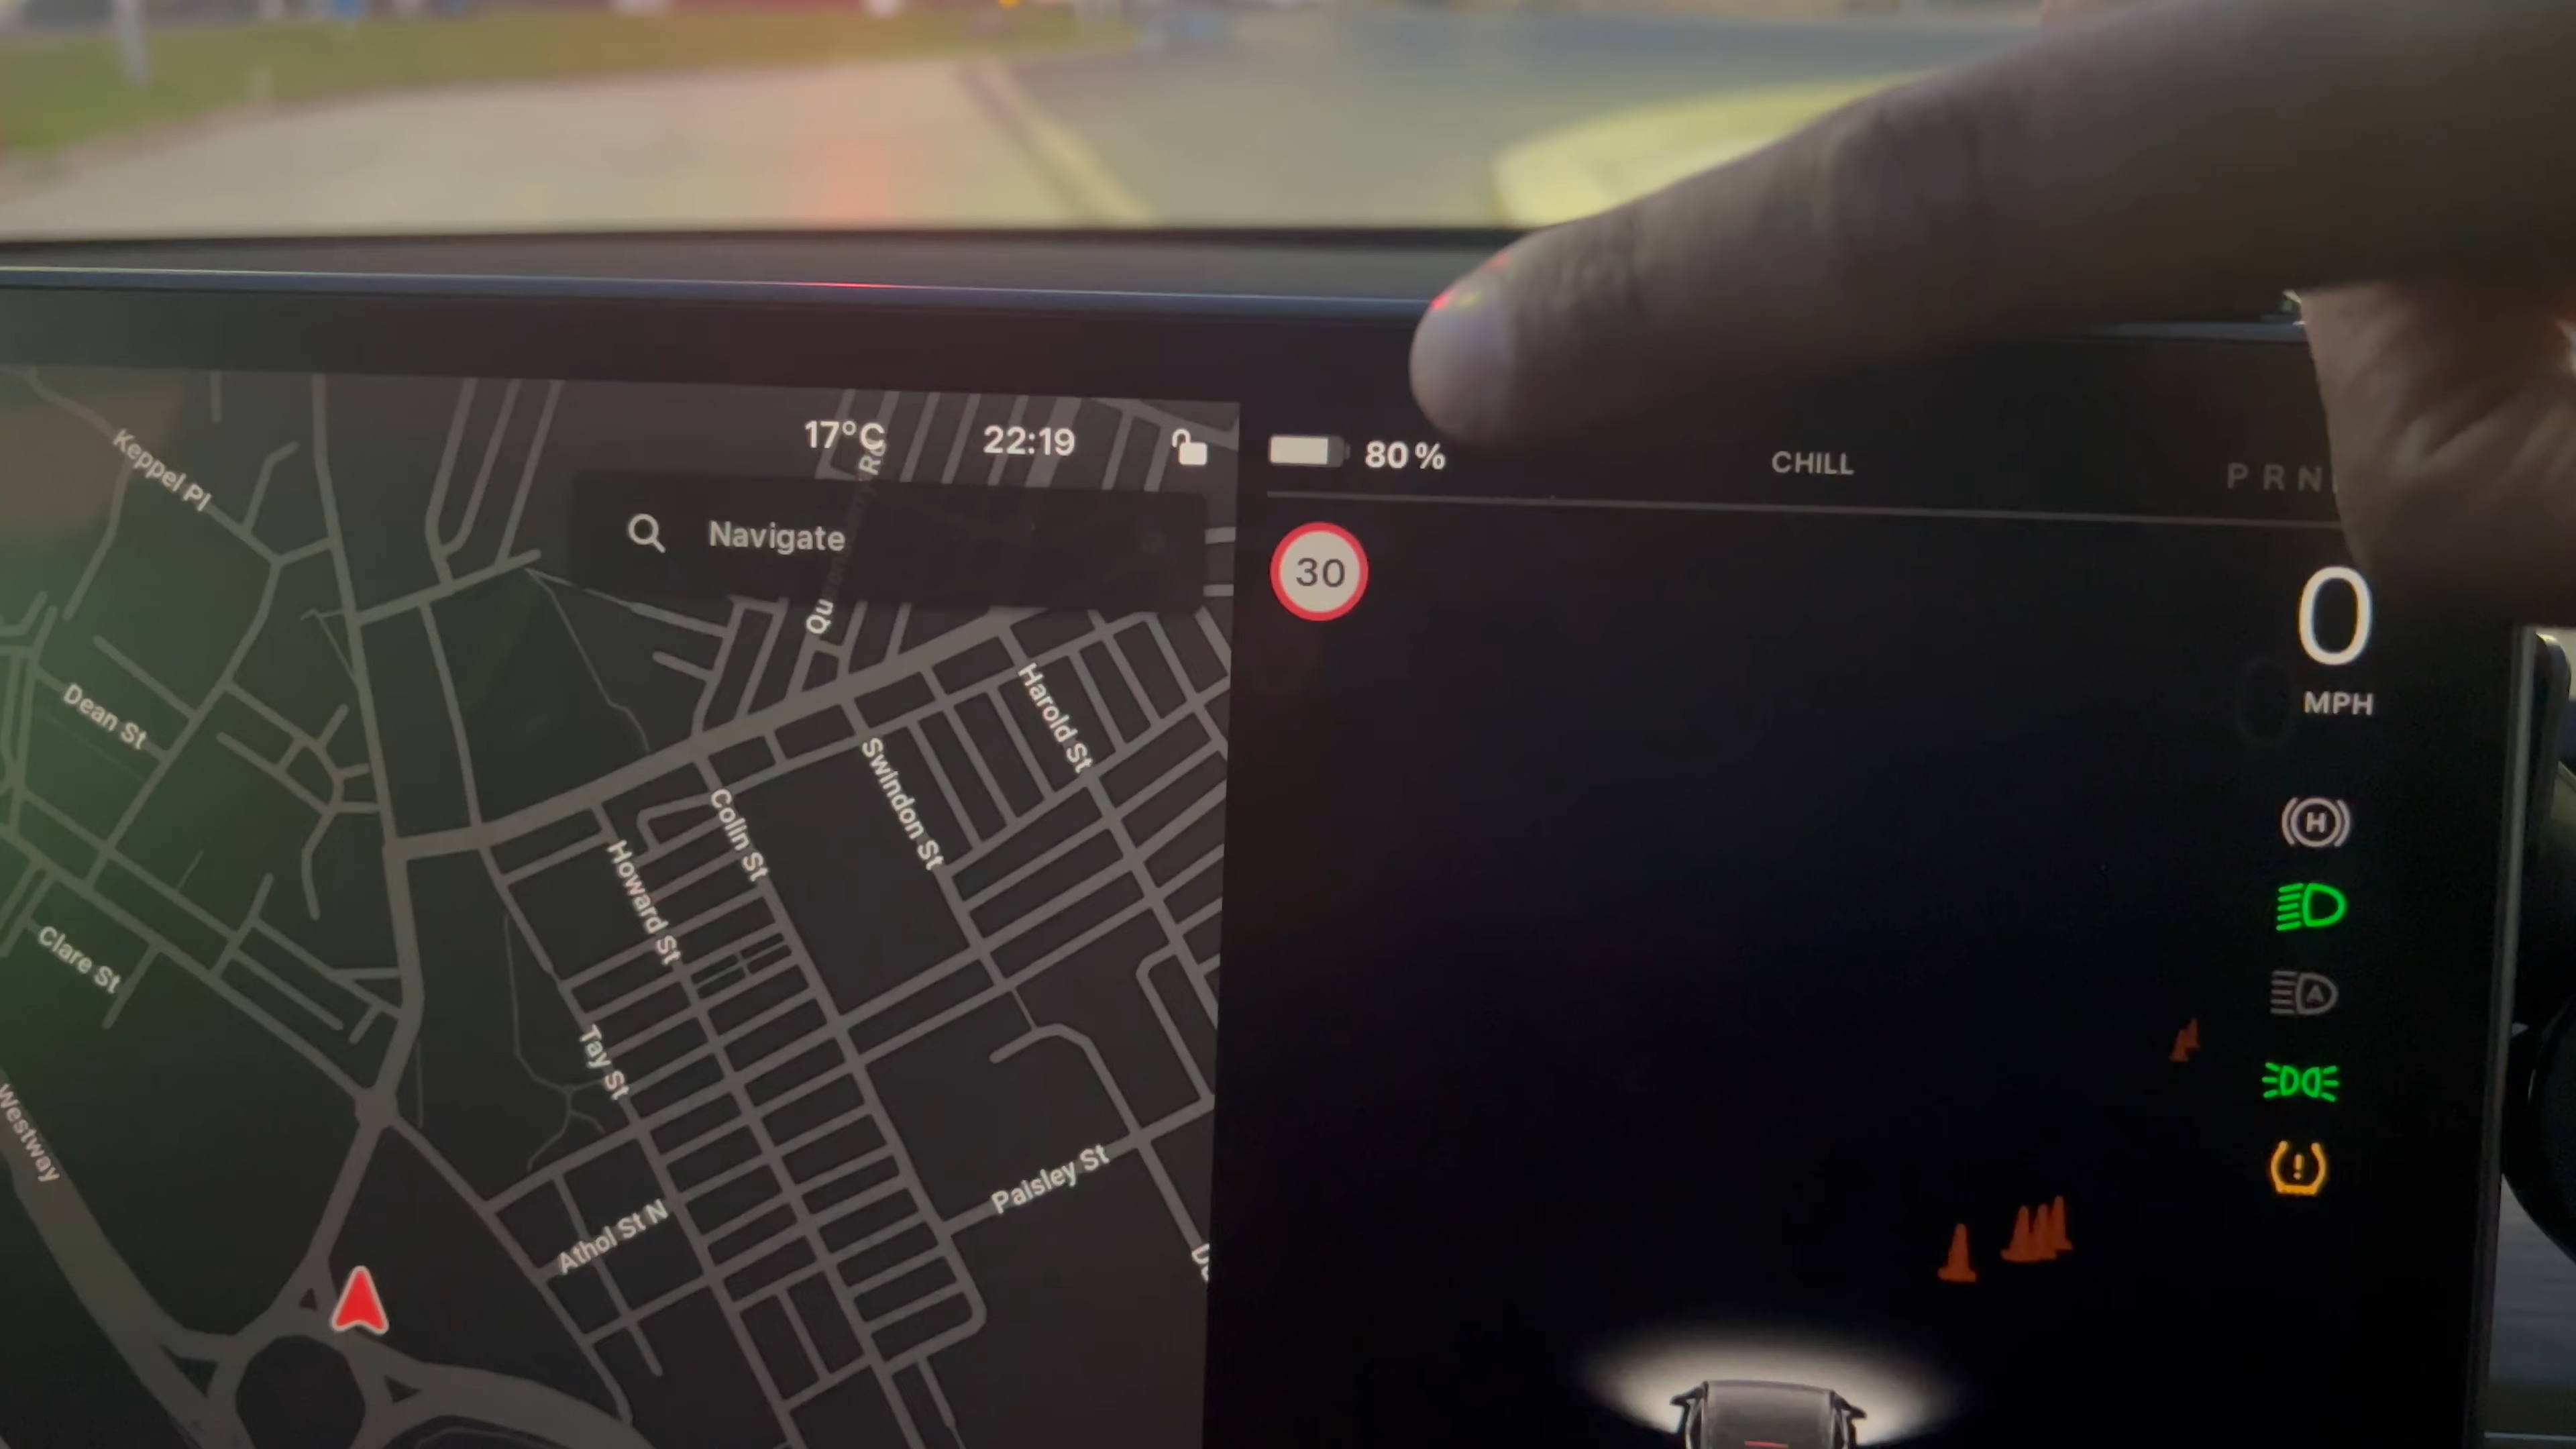 17°C
22:19
80%
CHILL
P R N
Navigate
30
0
MPH
Keppel Pl
Dean St
Clare St
Westway
Harold St
Swindon St
Colin St
Howard St
Tay St
Athol St N
Paisley St
H
A
!